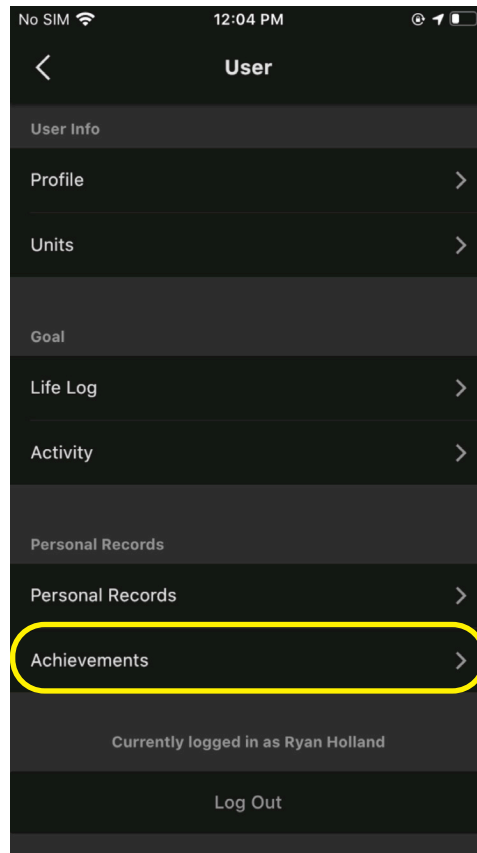 No SIM 12:04 PM
User
User Info
Profile
Units
Goal
Life Log
Activity
Personal Records
Personal Records
Achievements
Currently logged in as Ryan Holland
Log Out